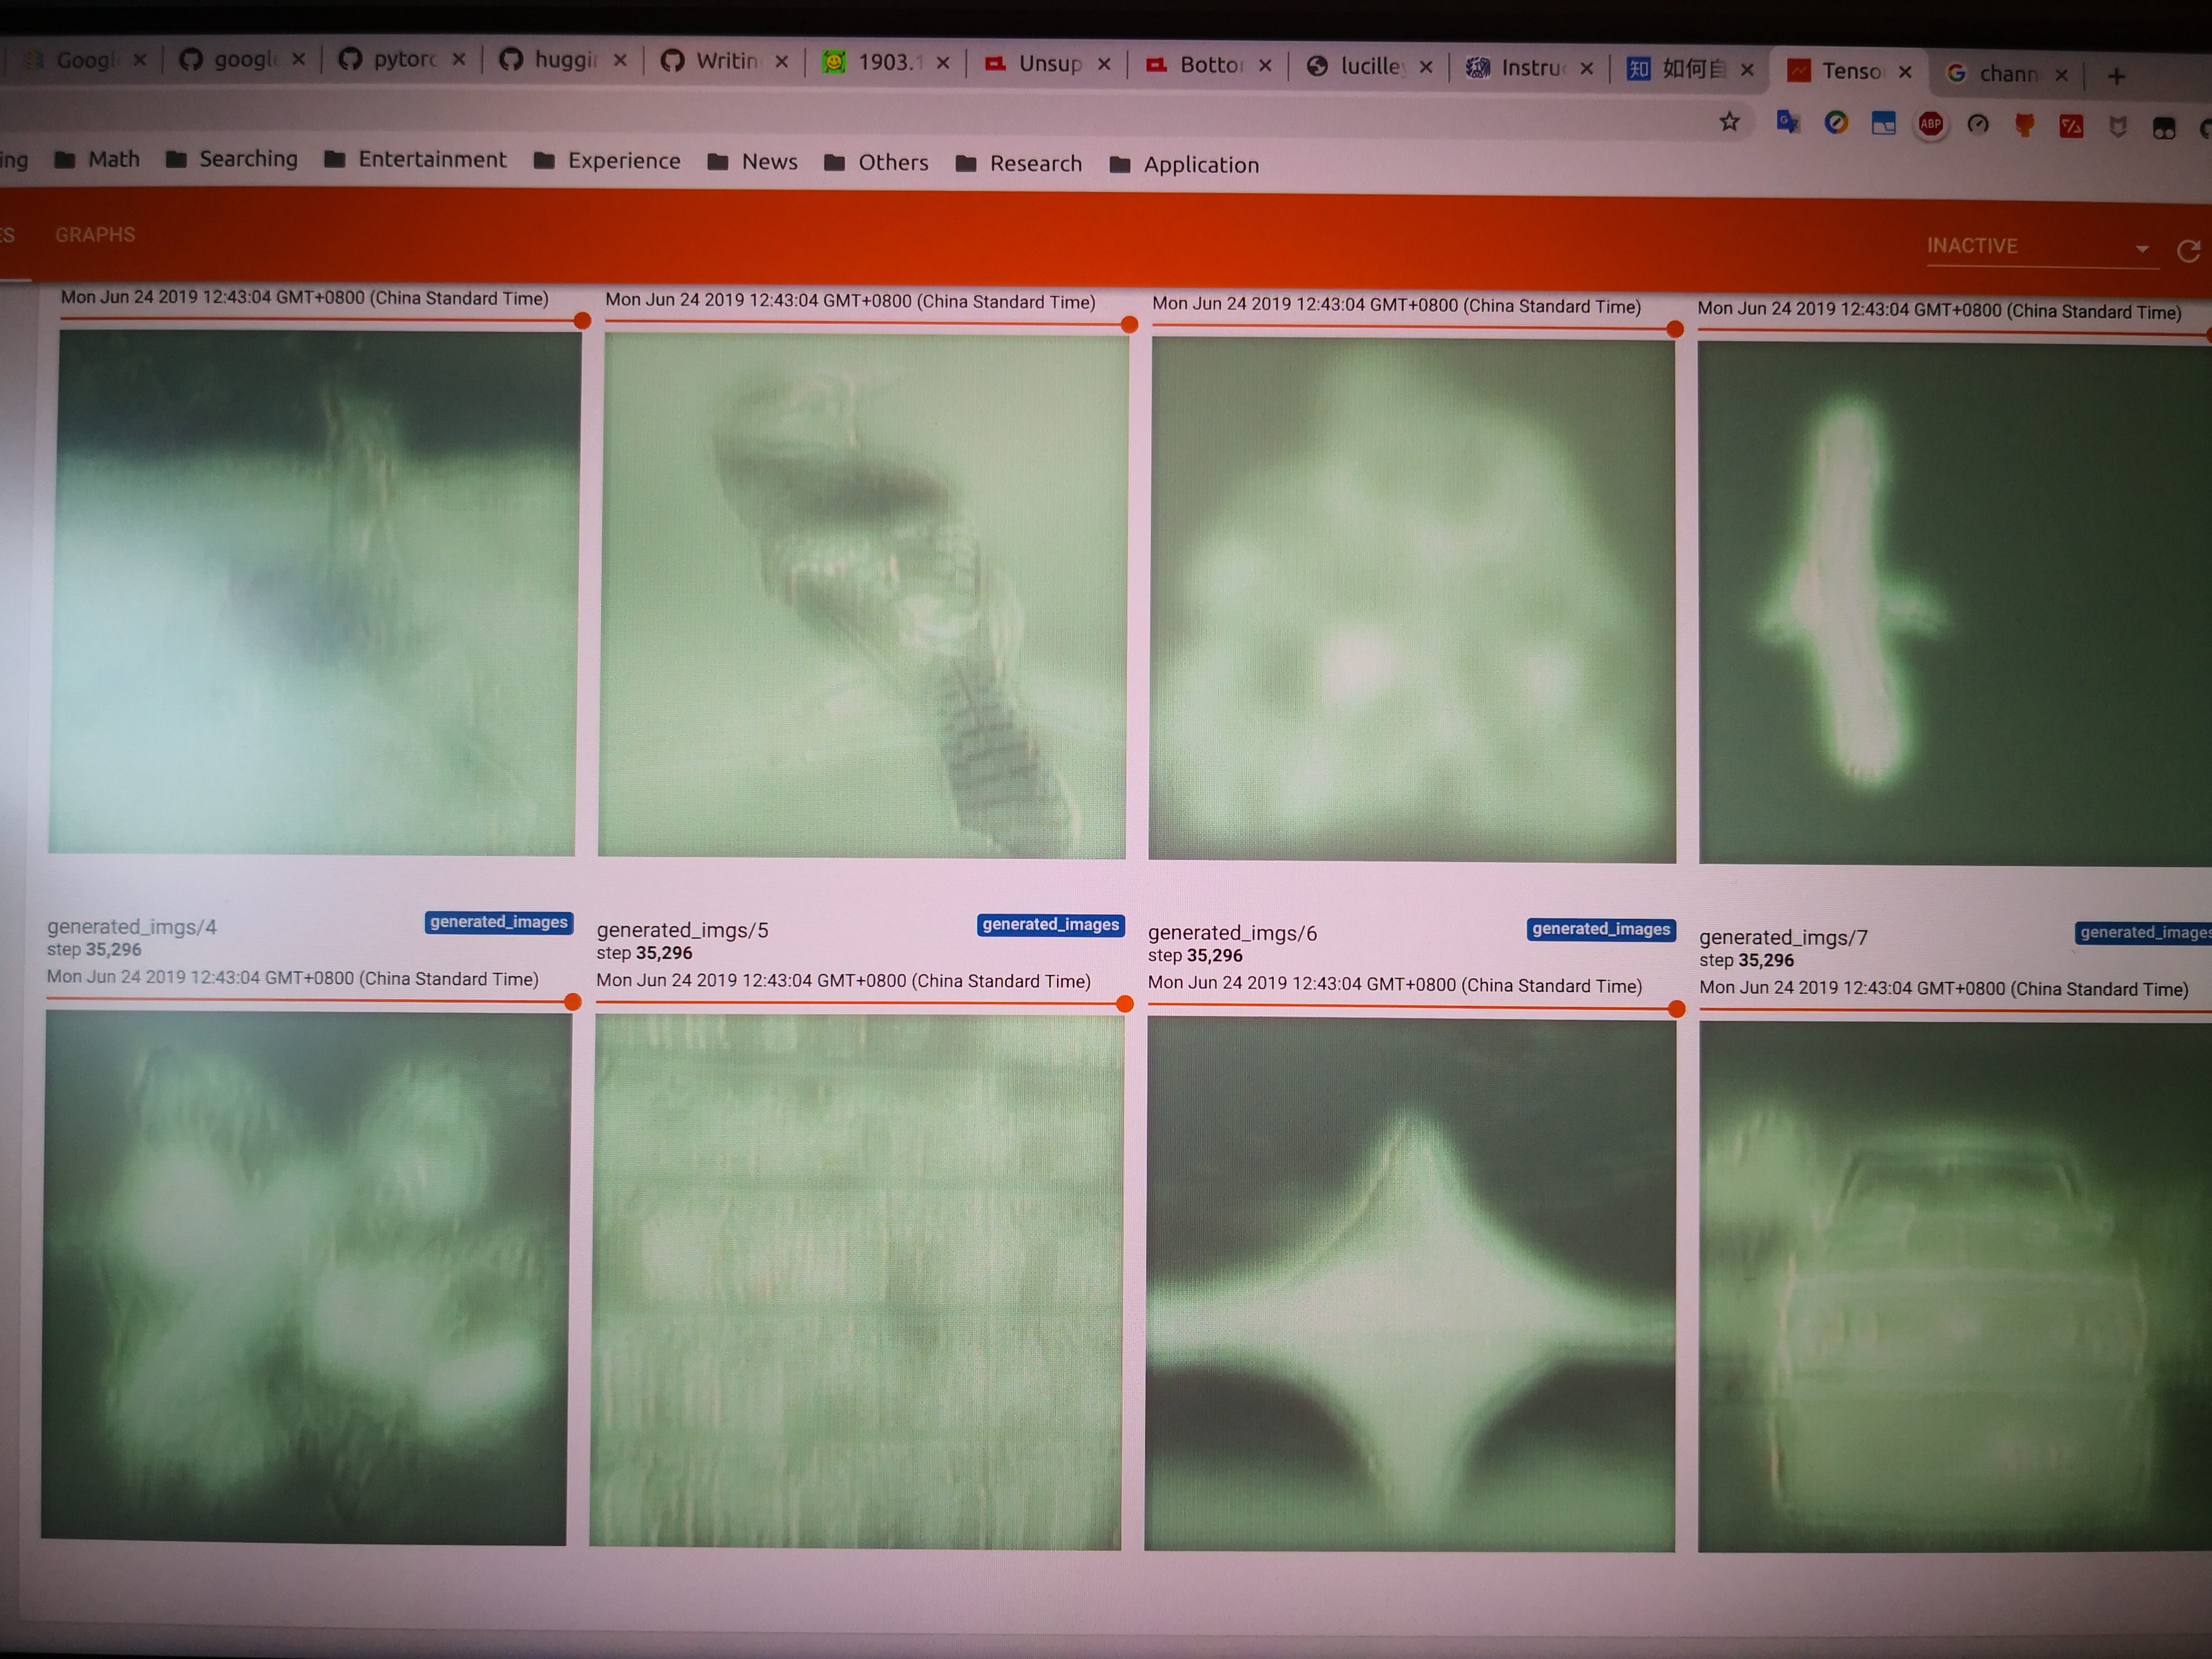 Googl
google
pytorc
huggin
Writin
1903.1
Unsup
Botto
lucille
Instruc
知 如何自
Tenso
chann
ABP
ing Math Searching Entertainment Experience News Others Research Application
ES GRAPHS INACTIVE
Mon Jun 24 2019 12:43:04 GMT+0800 (China Standard Time)
Mon Jun 24 2019 12:43:04 GMT+0800 (China Standard Time)
Mon Jun 24 2019 12:43:04 GMT+0800 (China Standard Time)
Mon Jun 24 2019 12:43:04 GMT+0800 (China Standard Time)
generated_imgs/4 generated_images
step 35,296
Mon Jun 24 2019 12:43:04 GMT+0800 (China Standard Time)
generated_imgs/5 generated_images
step 35,296
Mon Jun 24 2019 12:43:04 GMT+0800 (China Standard Time)
generated_imgs/6 generated_images
step 35,296
Mon Jun 24 2019 12:43:04 GMT+0800 (China Standard Time)
generated_imgs/7 generated_images
step 35,296
Mon Jun 24 2019 12:43:04 GMT+0800 (China Standard Time)